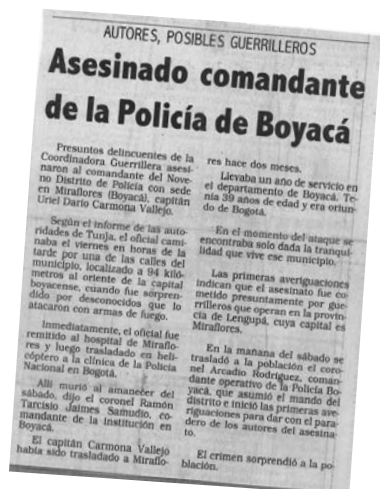 AUTORES, POSIBLES GUERRILLEROS
Asesinado comandante
de la Policía de Boyacá
Presuntos delincuentes de la
Coordinadora Guerrillera asesi-
naron al comandante del Nove-
no Distrito de Policía con sede
en Miraflores (Boyacá), capitán
Uriel Darío Carmona Vallejo.
Según el informe de las auto-
ridades de Tunja, el oficial cami-
naba el viernes en horas de la
tarde por una de las calles del
municipio, localizado a 94 kiló-
metros al oriente de la capital
boyacense, cuando fue sorpren-
dido por desconocidos que lo
atacaron con armas de fuego.
Inmediatamente, el oficial fue
remitido al hospital de Miraflo-
res y luego trasladado en heli-
cóptero a la clínica de la Policía
Nacional en Bogotá.
Allí murió al amanecer del
sábado, dijo el coronel Ramón
Tarcisio Jaimes Samudio, co-
mandante de la Institución en
Boyacá.
El capitán Carmona Vallejo
había sido trasladado a Miraflo-
res hace dos meses.
Llevaba un año de servicio en
el departamento de Boyacá. Te-
nía 39 años de edad y era oriun-
do de Bogotá.
En el momento del ataque se
encontraba solo dada la tranqui-
lidad que vive ese municipio.
Las primeras averiguaciones
indican que el asesinato fue co-
metido presuntamente por gue-
rrilleros que operan en la provin-
cia de Lengupá, cuya capital es
Miraflores.
En la mañana del sábado se
trasladó a la población el coro-
nel Arcadio Rodríguez, coman-
dante operativo de la Policía Bo-
yacá, que asumió el mando del
distrito e inició las primeras ave-
riguaciones para dar con el para-
dero de los autores del asesina-
to.
El crimen sorprendió a la po-
blación.